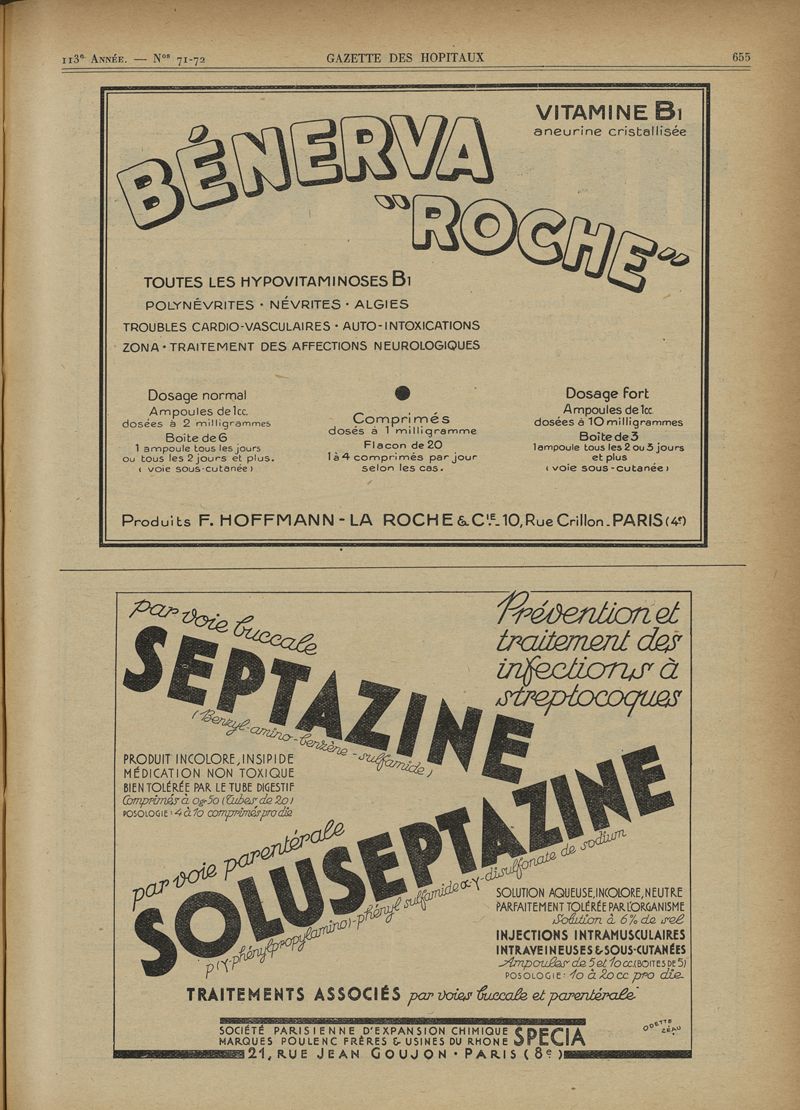 113e ANNÉE. — Nos 71-72
GAZETTE DES HOPITAUX
655
VITAMINE B1
aneurine cristallisée
BÉNERVA
"ROCHE"
TOUTES LES HYPOVITAMINOSES B1
POLYNÉVRITES • NÉVRITES • ALGIES
TROUBLES CARDIO-VASCULAIRES • AUTO-INTOXICATIONS
ZONA • TRAITEMENT DES AFFECTIONS NEUROLOGIQUES
Dosage normal
Ampoules de 1cc.
dosées à 2 milligrammes
Boite de 6
1 ampoule tous les jours
ou tous les 2 jours et plus.
( voie sous-cutanée )
Comprimés
dosés à 1 milligramme
Flacon de 20
1 à 4 comprimés par jour
selon les cas.
Dosage fort
Ampoules de 1cc.
dosées à 10 milligrammes
Boîte de 3
1 ampoule tous les 2 ou 3 jours
et plus
( voie sous-cutanée )
Produits F. HOFFMANN - LA ROCHE & CIE. 10, Rue Crillon. PARIS (4e)
par voie buccale
SEPTAZINE
(Benzyl-amino-benzène-sulfamide)
Prévention et
traitement des
infections à
streptocoques
PRODUIT INCOLORE, INSIPIDE
MÉDICATION NON TOXIQUE
BIEN TOLÉRÉE PAR LE TUBE DIGESTIF
Comprimés à 0gr50 (Tubes de 20)
POSOLOGIE : 4 à 10 comprimés pro die
par voie parentérale
SOLUSEPTAZINE
p(γ-phénylpropylamino)-phényl sulfamide α-γ-disulfonate de sodium
SOLUTION AQUEUSE, INCOLORE, NEUTRE
PARFAITEMENT TOLÉRÉE PAR L'ORGANISME
Solution à 6% de sel
INJECTIONS INTRAMUSCULAIRES
INTRAVEINEUSES & SOUS-CUTANÉES
Ampoules de 5 et 10 cc. (BOITES DE 5)
POSOLOGIE : 10 à 20 cc pro die
TRAITEMENTS ASSOCIÉS par voies buccale et parentérale
SOCIÉTÉ PARISIENNE D'EXPANSION CHIMIQUE
MARQUES POULENC FRÈRES & USINES DU RHONE
SPECIA
21, RUE JEAN GOUJON • PARIS (8e)
ODETTE
ZÉAU